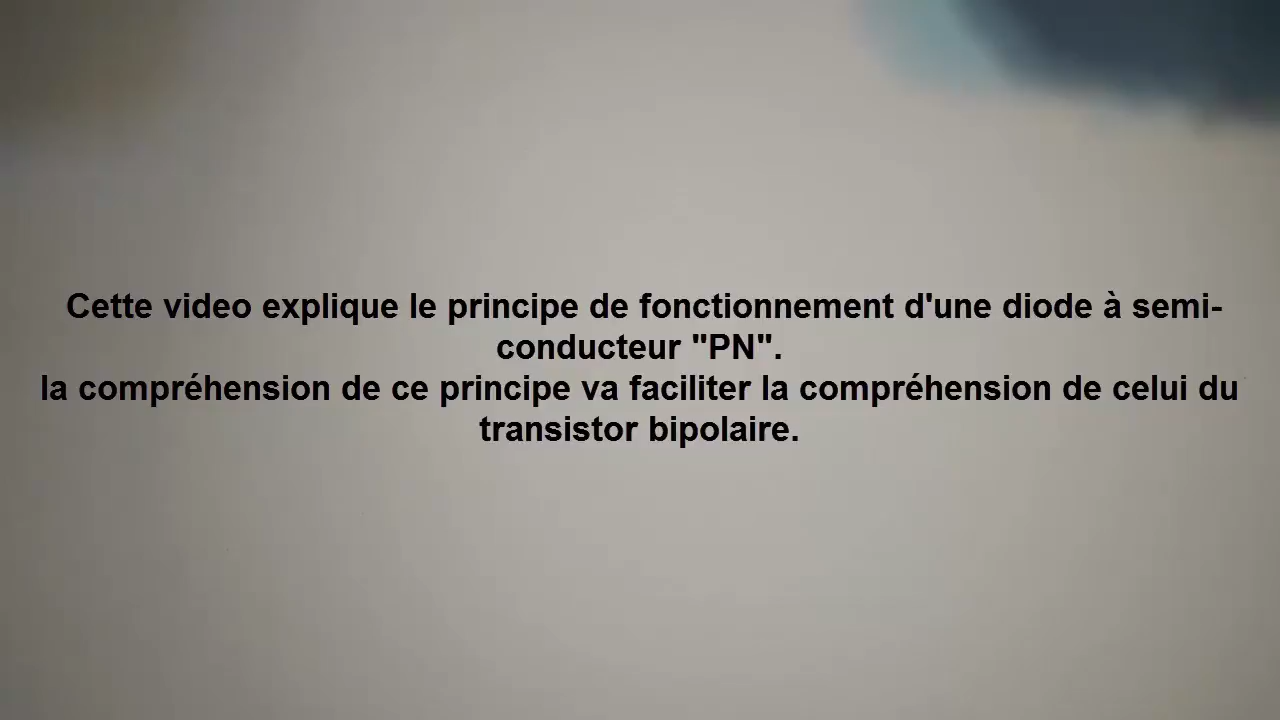 Cette video explique le principe de fonctionnement d'une diode à semi-
conducteur "PN".
la compréhension de ce principe va faciliter la compréhension de celui du
transistor bipolaire.